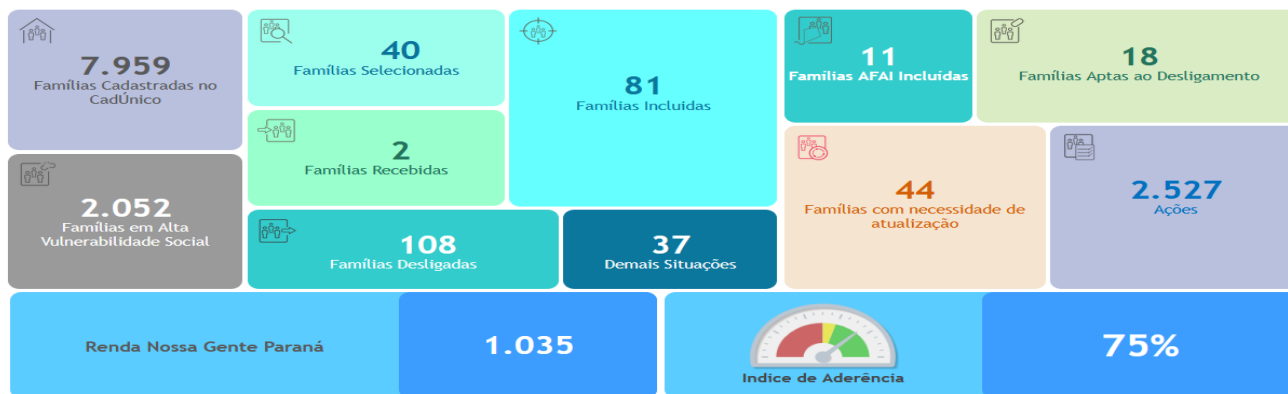 7.959
Famílias Cadastradas no
CadÚnico
40
Famílias Selecionadas
81
Famílias Incluidas
11
Famílias AFAI Incluídas
18
Famílias Aptas ao Desligamento
2
Famílias Recebidas
2.052
Famílias em Alta
Vulnerabilidade Social
44
Famílias com necessidade de
atualização
2.527
Ações
108
Famílias Desligadas
37
Demais Situações
Renda Nossa Gente Paraná
1.035
Indice de Aderência
75%